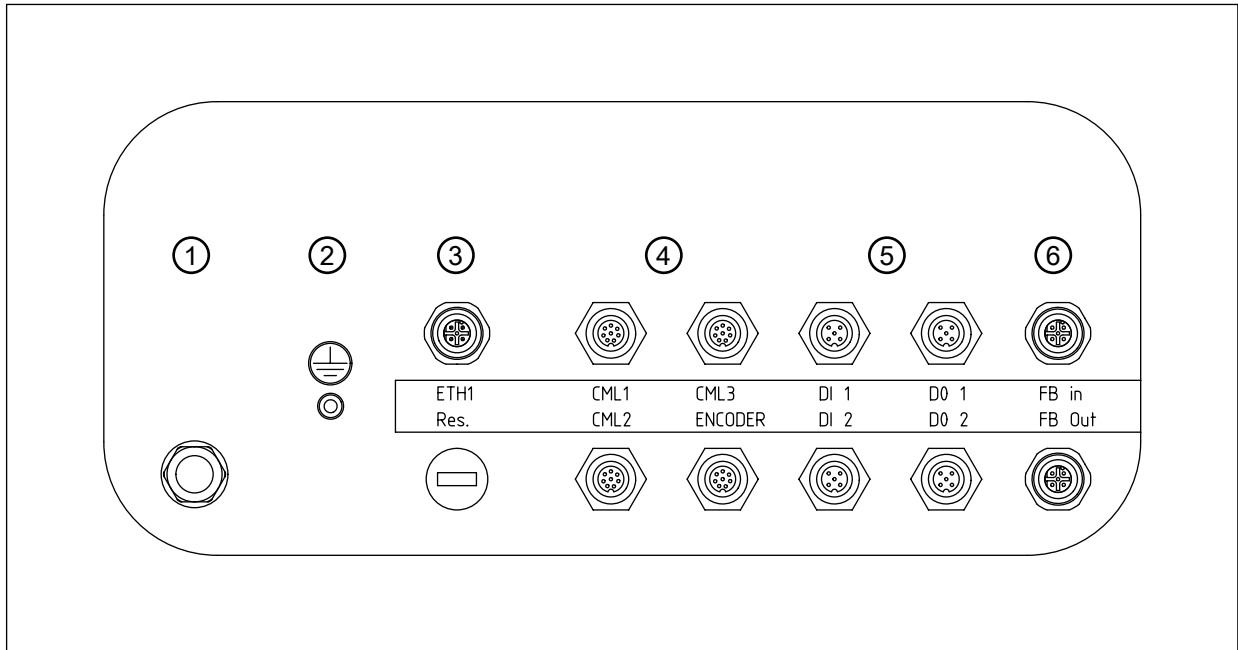 1 2 3 4 5 6
ETH1 CML1 CML3 DI 1 DO 1 FB in
Res. CML2 ENCODER DI 2 DO 2 FB Out